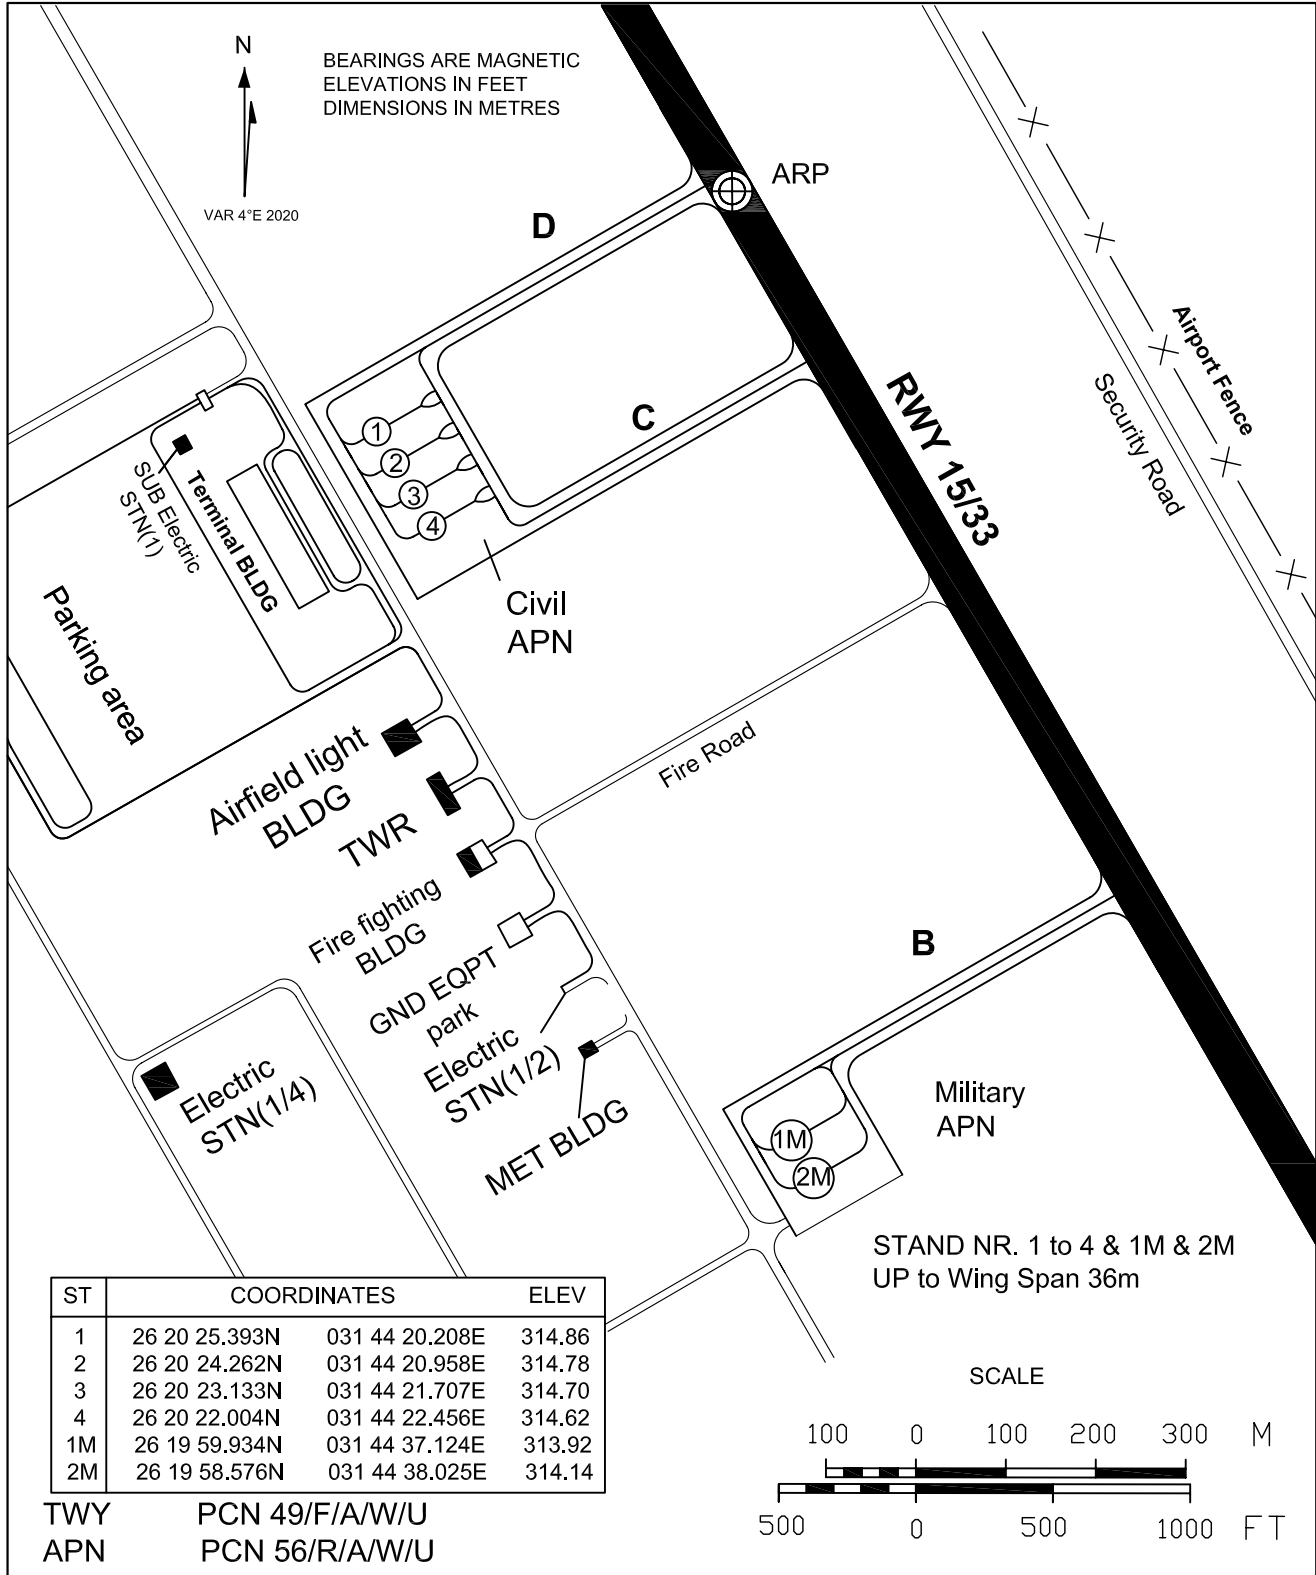 N
BEARINGS ARE MAGNETIC
ELEVATIONS IN FEET
DIMENSIONS IN METRES
VAR 4°E 2020
ARP
D
C
RWY 15/33
Airport Fence
Security Road
1
2
3
4
SUB Electric
STN(1)
Terminal BLDG
Parking area
Civil
APN
Airfield light
BLDG
TWR
Fire Road
Fire fighting
BLDG
GND EQPT
park
B
Electric
STN(1/2)
Electric
STN(1/4)
MET BLDG
Military
APN
1M
2M
STAND NR. 1 to 4 & 1M & 2M
UP to Wing Span 36m
ST COORDINATES ELEV
1 26 20 25.393N 031 44 20.208E 314.86
2 26 20 24.262N 031 44 20.958E 314.78
3 26 20 23.133N 031 44 21.707E 314.70
4 26 20 22.004N 031 44 22.456E 314.62
1M 26 19 59.934N 031 44 37.124E 313.92
2M 26 19 58.576N 031 44 38.025E 314.14
TWY PCN 49/F/A/W/U
APN PCN 56/R/A/W/U
SCALE
100 0 100 200 300 M
500 0 500 1000 FT